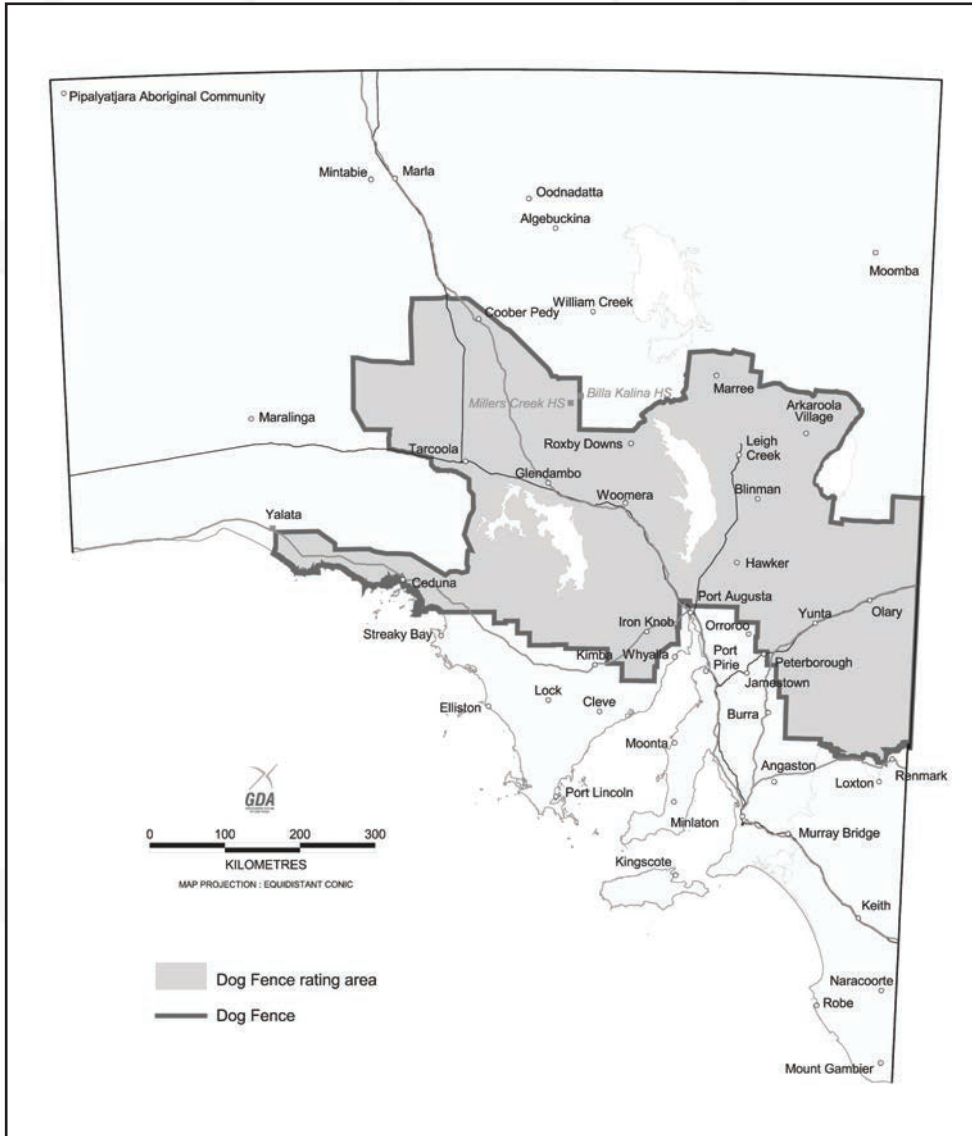 Pipalyatjara Aboriginal Community
Mintabie
Marla
Oodnadatta
Algebuckina
Moomba
William Creek
Coober Pedy
Marree
Billa Kalina HS
Millers Creek HS
Arkaroola
Village
Maralinga
Roxby Downs
Leigh
Creek
Tarcoola
Glendambo
Woomera
Blinman
Yalata
Hawker
Ceduna
Port Augusta
Olary
Yunta
Iron Knob
Orroroo
Streaky Bay
Kimba
Whyalla
Port
Pirie
Peterborough
Jamestown
Elliston
Lock
Cleve
Burra
Moonta
Angaston
Renmark
Loxton
GDA
Port Lincoln
Minlaton
Murray Bridge
0 100 200 300
KILOMETRES
MAP PROJECTION : EQUIDISTANT CONIC
Kingscote
Keith
Dog Fence rating area
Dog Fence
Naracoorte
Robe
Mount Gambier